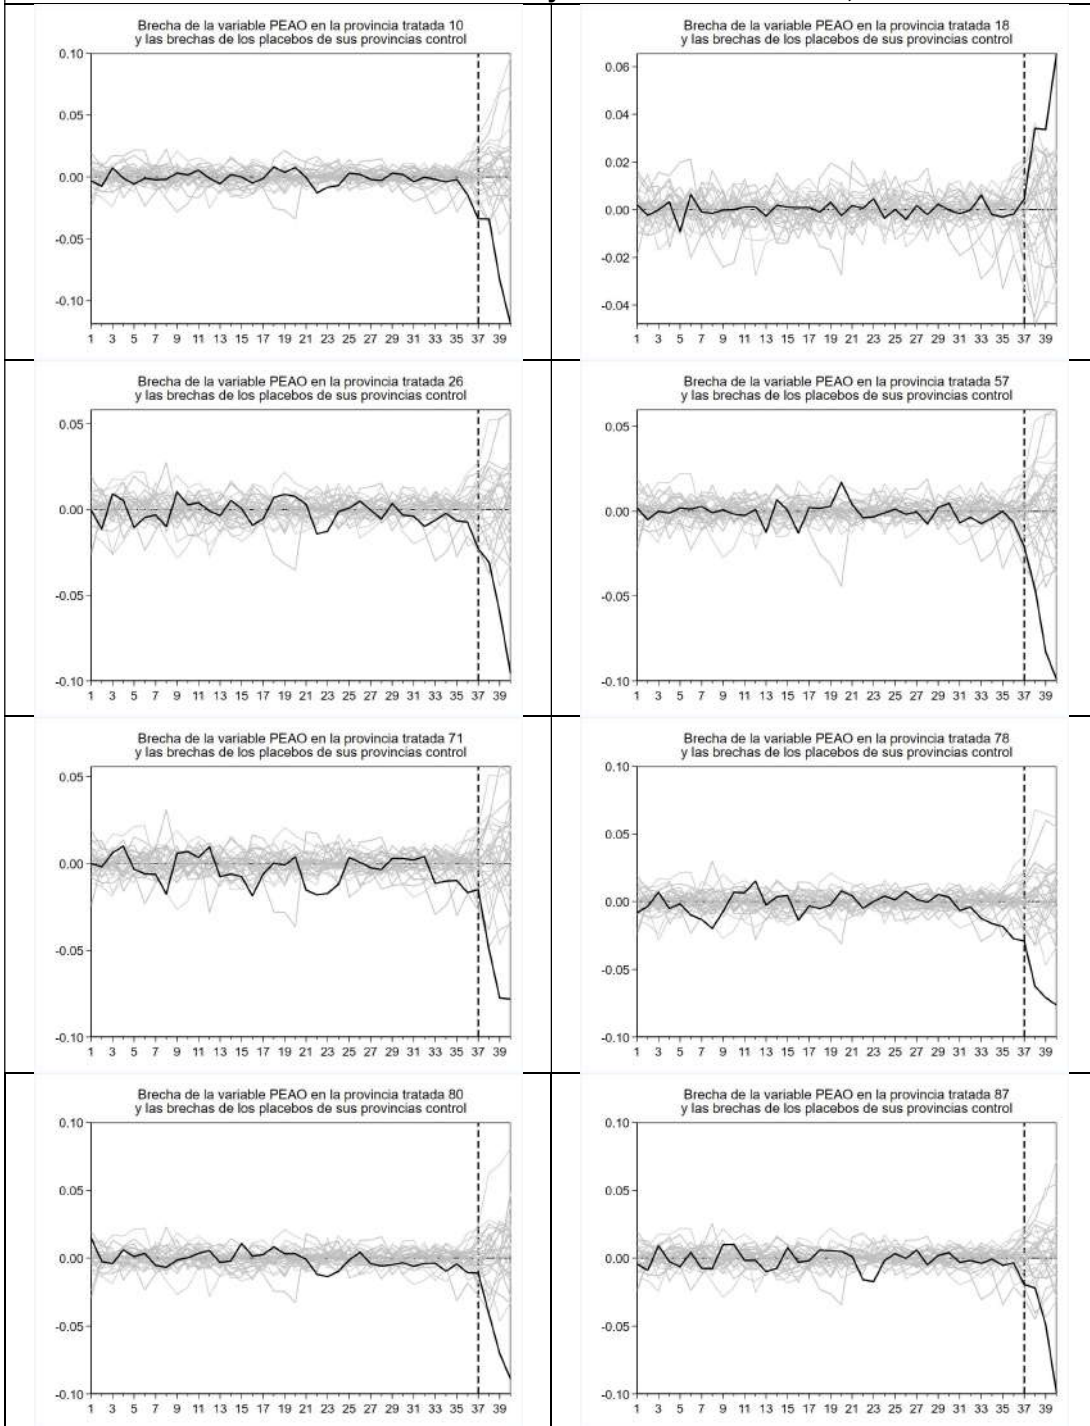 Brecha de la variable PEAO en la provincia tratada 10
y las brechas de los placebos de sus provincias control
0.10
0.05
0.00
-0.05
-0.10
1 3 5 7 9 11 13 15 17 19 21 23 25 27 29 31 33 35 37 39
Brecha de la variable PEAO en la provincia tratada 18
y las brechas de los placebos de sus provincias control
0.06
0.04
0.02
0.00
-0.02
-0.04
1 3 5 7 9 11 13 15 17 19 21 23 25 27 29 31 33 35 37 39
Brecha de la variable PEAO en la provincia tratada 26
y las brechas de los placebos de sus provincias control
0.05
0.00
-0.05
-0.10
1 3 5 7 9 11 13 15 17 19 21 23 25 27 29 31 33 35 37 39
Brecha de la variable PEAO en la provincia tratada 57
y las brechas de los placebos de sus provincias control
0.05
0.00
-0.05
-0.10
1 3 5 7 9 11 13 15 17 19 21 23 25 27 29 31 33 35 37 39
Brecha de la variable PEAO en la provincia tratada 71
y las brechas de los placebos de sus provincias control
0.05
0.00
-0.05
-0.10
1 3 5 7 9 11 13 15 17 19 21 23 25 27 29 31 33 35 37 39
Brecha de la variable PEAO en la provincia tratada 78
y las brechas de los placebos de sus provincias control
0.10
0.05
0.00
-0.05
-0.10
1 3 5 7 9 11 13 15 17 19 21 23 25 27 29 31 33 35 37 39
Brecha de la variable PEAO en la provincia tratada 80
y las brechas de los placebos de sus provincias control
0.10
0.05
0.00
-0.05
-0.10
1 3 5 7 9 11 13 15 17 19 21 23 25 27 29 31 33 35 37 39
Brecha de la variable PEAO en la provincia tratada 87
y las brechas de los placebos de sus provincias control
0.10
0.05
0.00
-0.05
-0.10
1 3 5 7 9 11 13 15 17 19 21 23 25 27 29 31 33 35 37 39